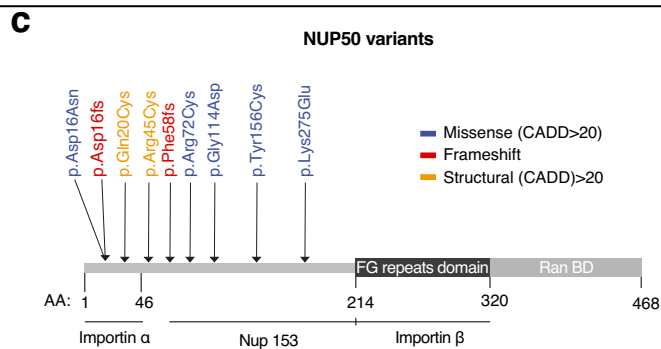 C
NUP50 variants
p.Asp16Asn
p.Asp16fs
p.Gln20Cys
p.Arg45Cys
p.Phe58fs
p.Arg72Cys
p.Gly114Asp
p.Tyr156Cys
p.Lys275Glu
Missense (CADD>20)
Frameshift
Structural (CADD)>20
FG repeats domain Ran BD
AA: 1 46 214 320 468
Importin α Nup 153 Importin β